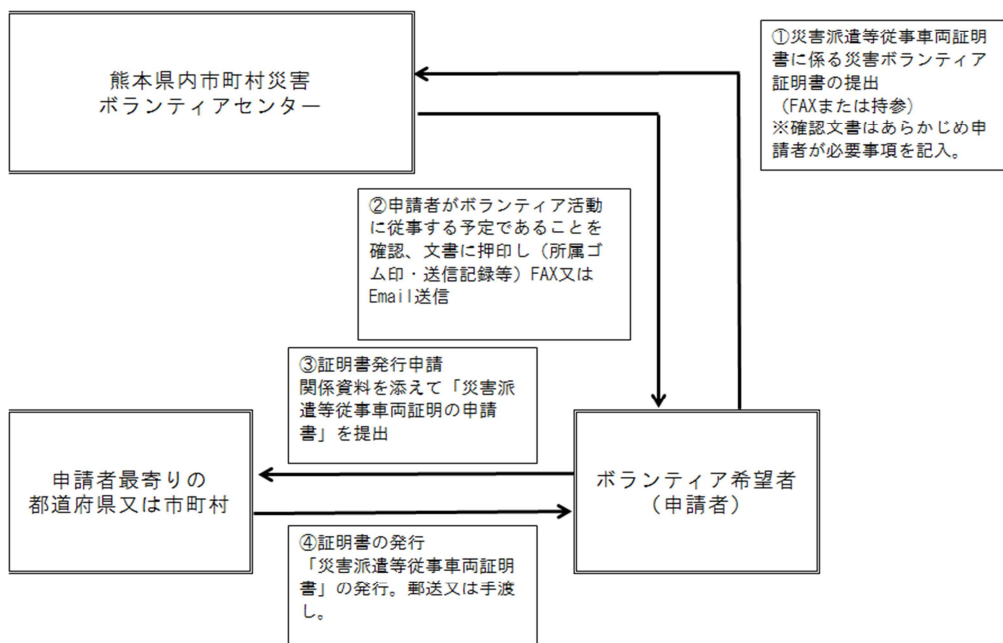 熊本県内市町村災害
ボランティアセンター
①災害派遣等従事車両証明
書に係る災害ボランティア
証明書の提出
(FAXまたは持参)
※確認文書はあらかじめ申
請者が必要事項を記入。
②申請者がボランティア活動
に従事する予定であることを
確認、文書に押印し(所属ゴ
ム印・送信記録等)FAX又は
Email送信
③証明書発行申請
関係資料を添えて「災害派
遣等従事車両証明の申請
書」を提出
申請者最寄りの
都道府県又は市町村
ボランティア希望者
(申請者)
④証明書の発行
「災害派遣等従事車両証明
書」の発行。郵送又は手渡
し。